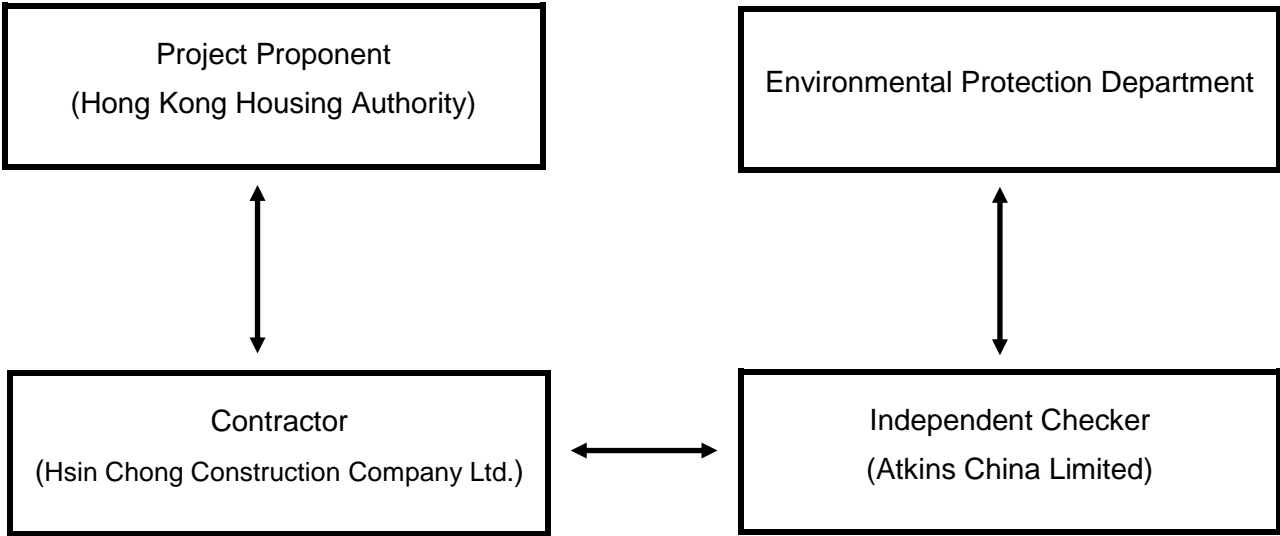 Project Proponent
(Hong Kong Housing Authority)
Environmental Protection Department
Contractor
(Hsin Chong Construction Company Ltd.)
Independent Checker
(Atkins China Limited)